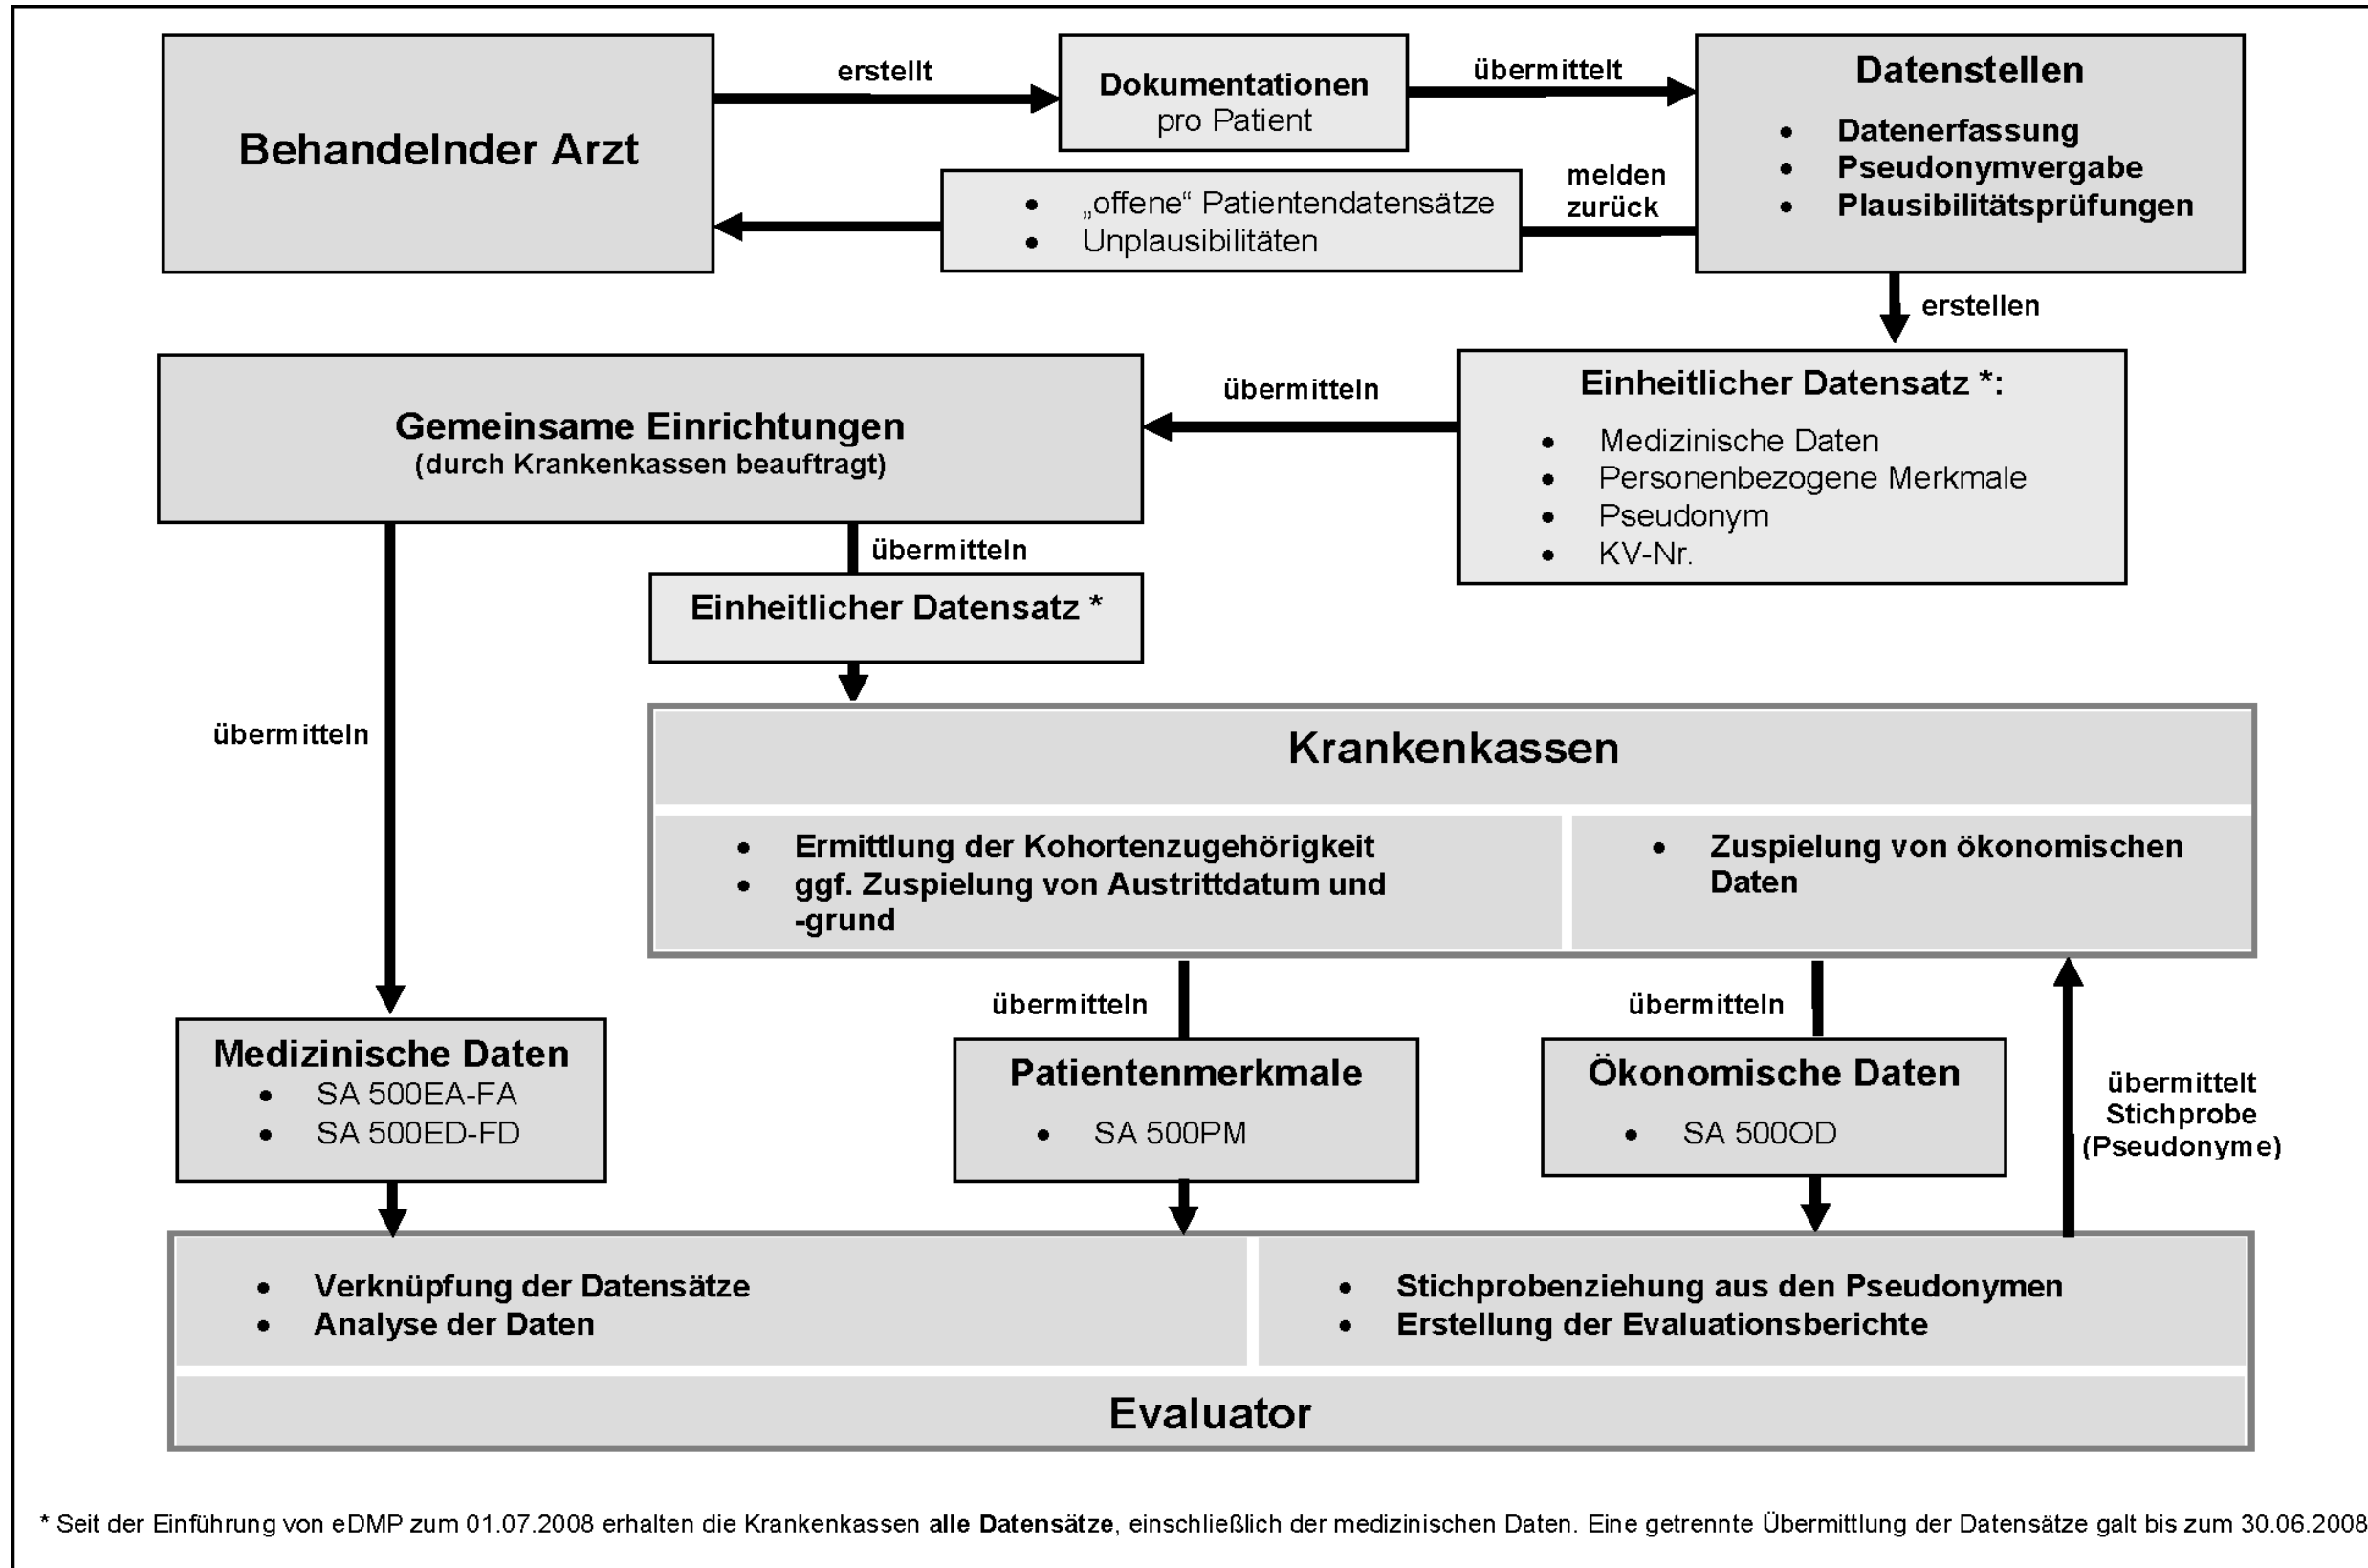 Behandelnder Arzt
erstellt
Dokumentationen
pro Patient
übermittelt
Datenstellen
• Datenerfassung
• Pseudonymvergabe
• Plausibilitätsprüfungen
melden
zurück
• „offene“ Patientendatensätze
• Unplausibilitäten
erstellen
Einheitlicher Datensatz *:
• Medizinische Daten
• Personenbezogene Merkmale
• Pseudonym
• KV-Nr.
übermitteln
Gemeinsame Einrichtungen
(durch Krankenkassen beauftragt)
übermitteln
Einheitlicher Datensatz *
übermitteln
Krankenkassen
• Ermittlung der Kohortenzugehörigkeit
• ggf. Zuspielung von Austrittdatum und
-grund
• Zuspielung von ökonomischen
Daten
übermitteln
übermitteln
Medizinische Daten
• SA 500EA-FA
• SA 500ED-FD
Patientenmerkmale
• SA 500PM
Ökonomische Daten
• SA 500OD
übermittelt
Stichprobe
(Pseudonyme)
• Verknüpfung der Datensätze
• Analyse der Daten
• Stichprobenziehung aus den Pseudonymen
• Erstellung der Evaluationsberichte
Evaluator
* Seit der Einführung von eDMP zum 01.07.2008 erhalten die Krankenkassen alle Datensätze, einschließlich der medizinischen Daten. Eine getrennte Übermittlung der Datensätze galt bis zum 30.06.2008